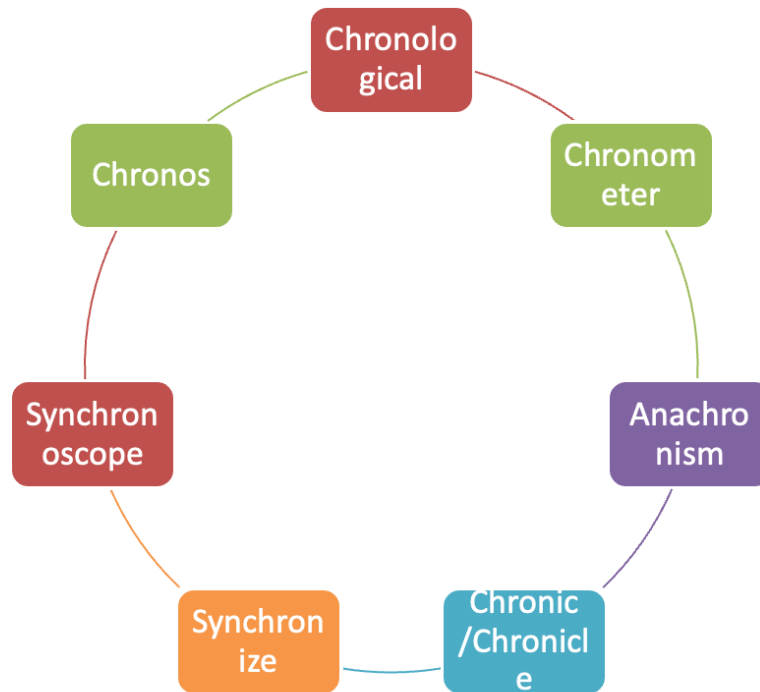 Chronolo
gical
Chronom
eter
Anachro
nism
Chronic
/Chronicl
e
Synchron
ize
Synchron
oscope
Chronos